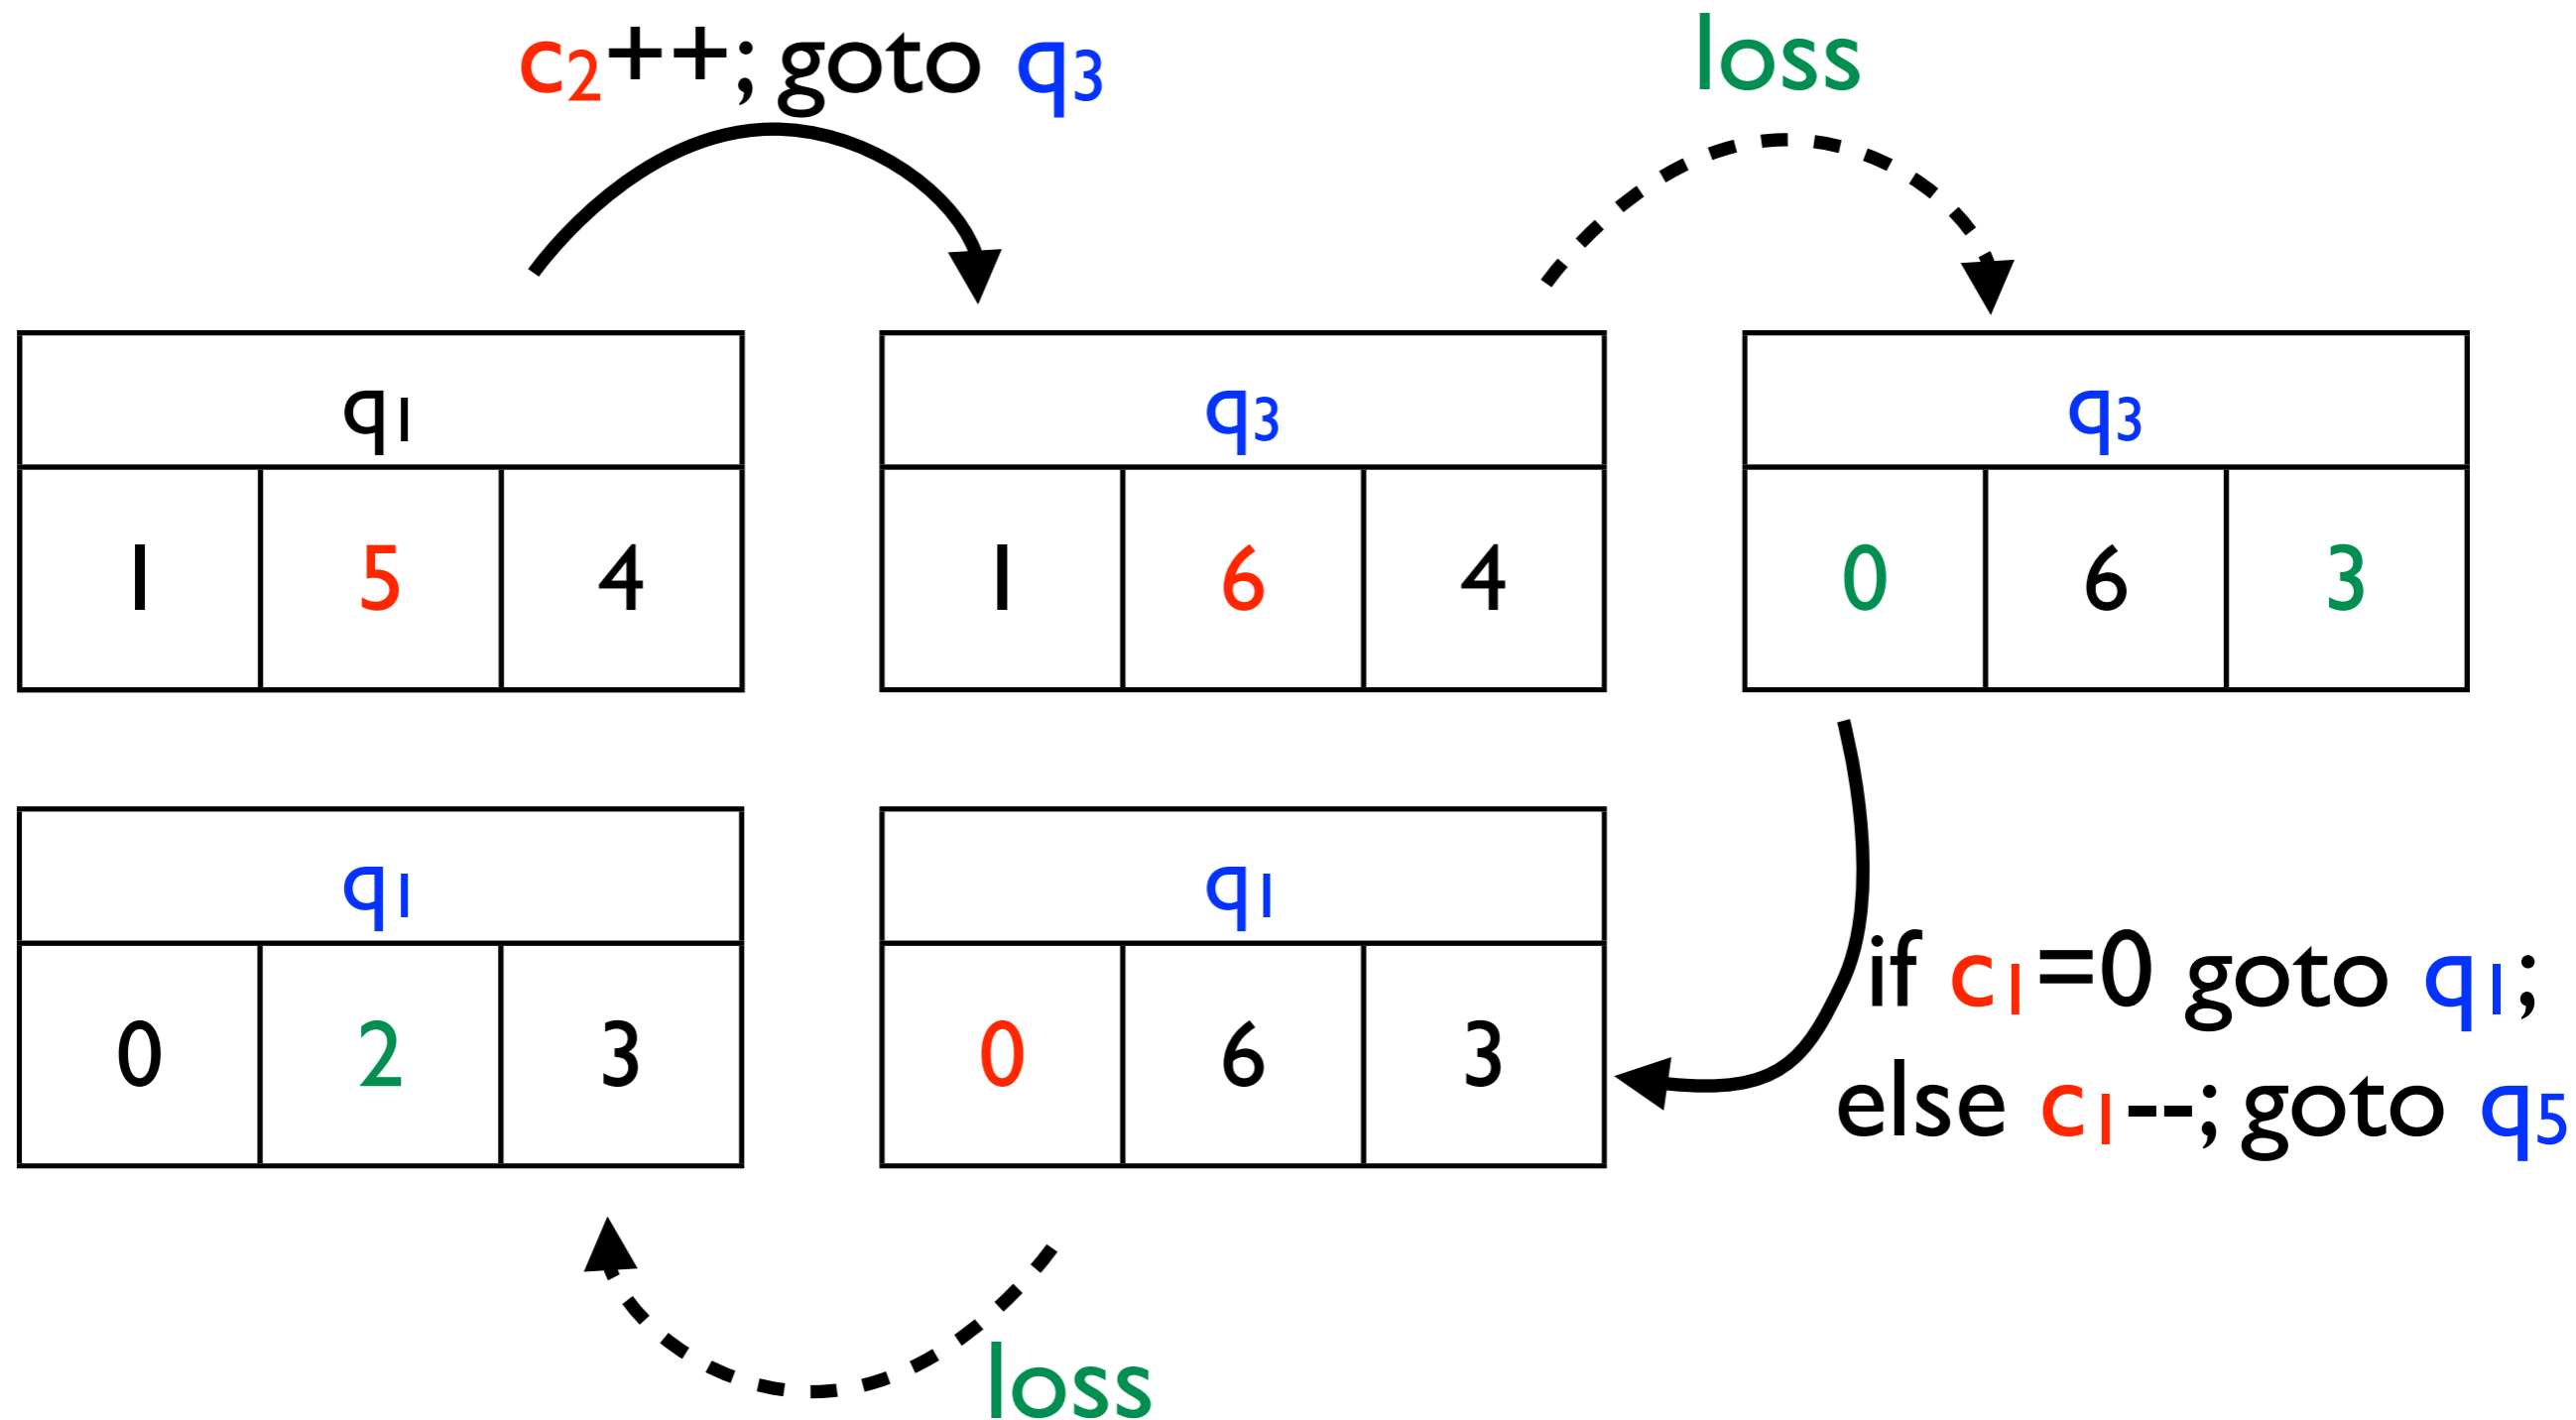 c2++; goto q3
loss
q1
q3
q3
1 5 4
1 6 4
0 6 3
q1
q1
0 2 3
0 6 3
if c1=0 goto q1;
else c1--; goto q5
loss